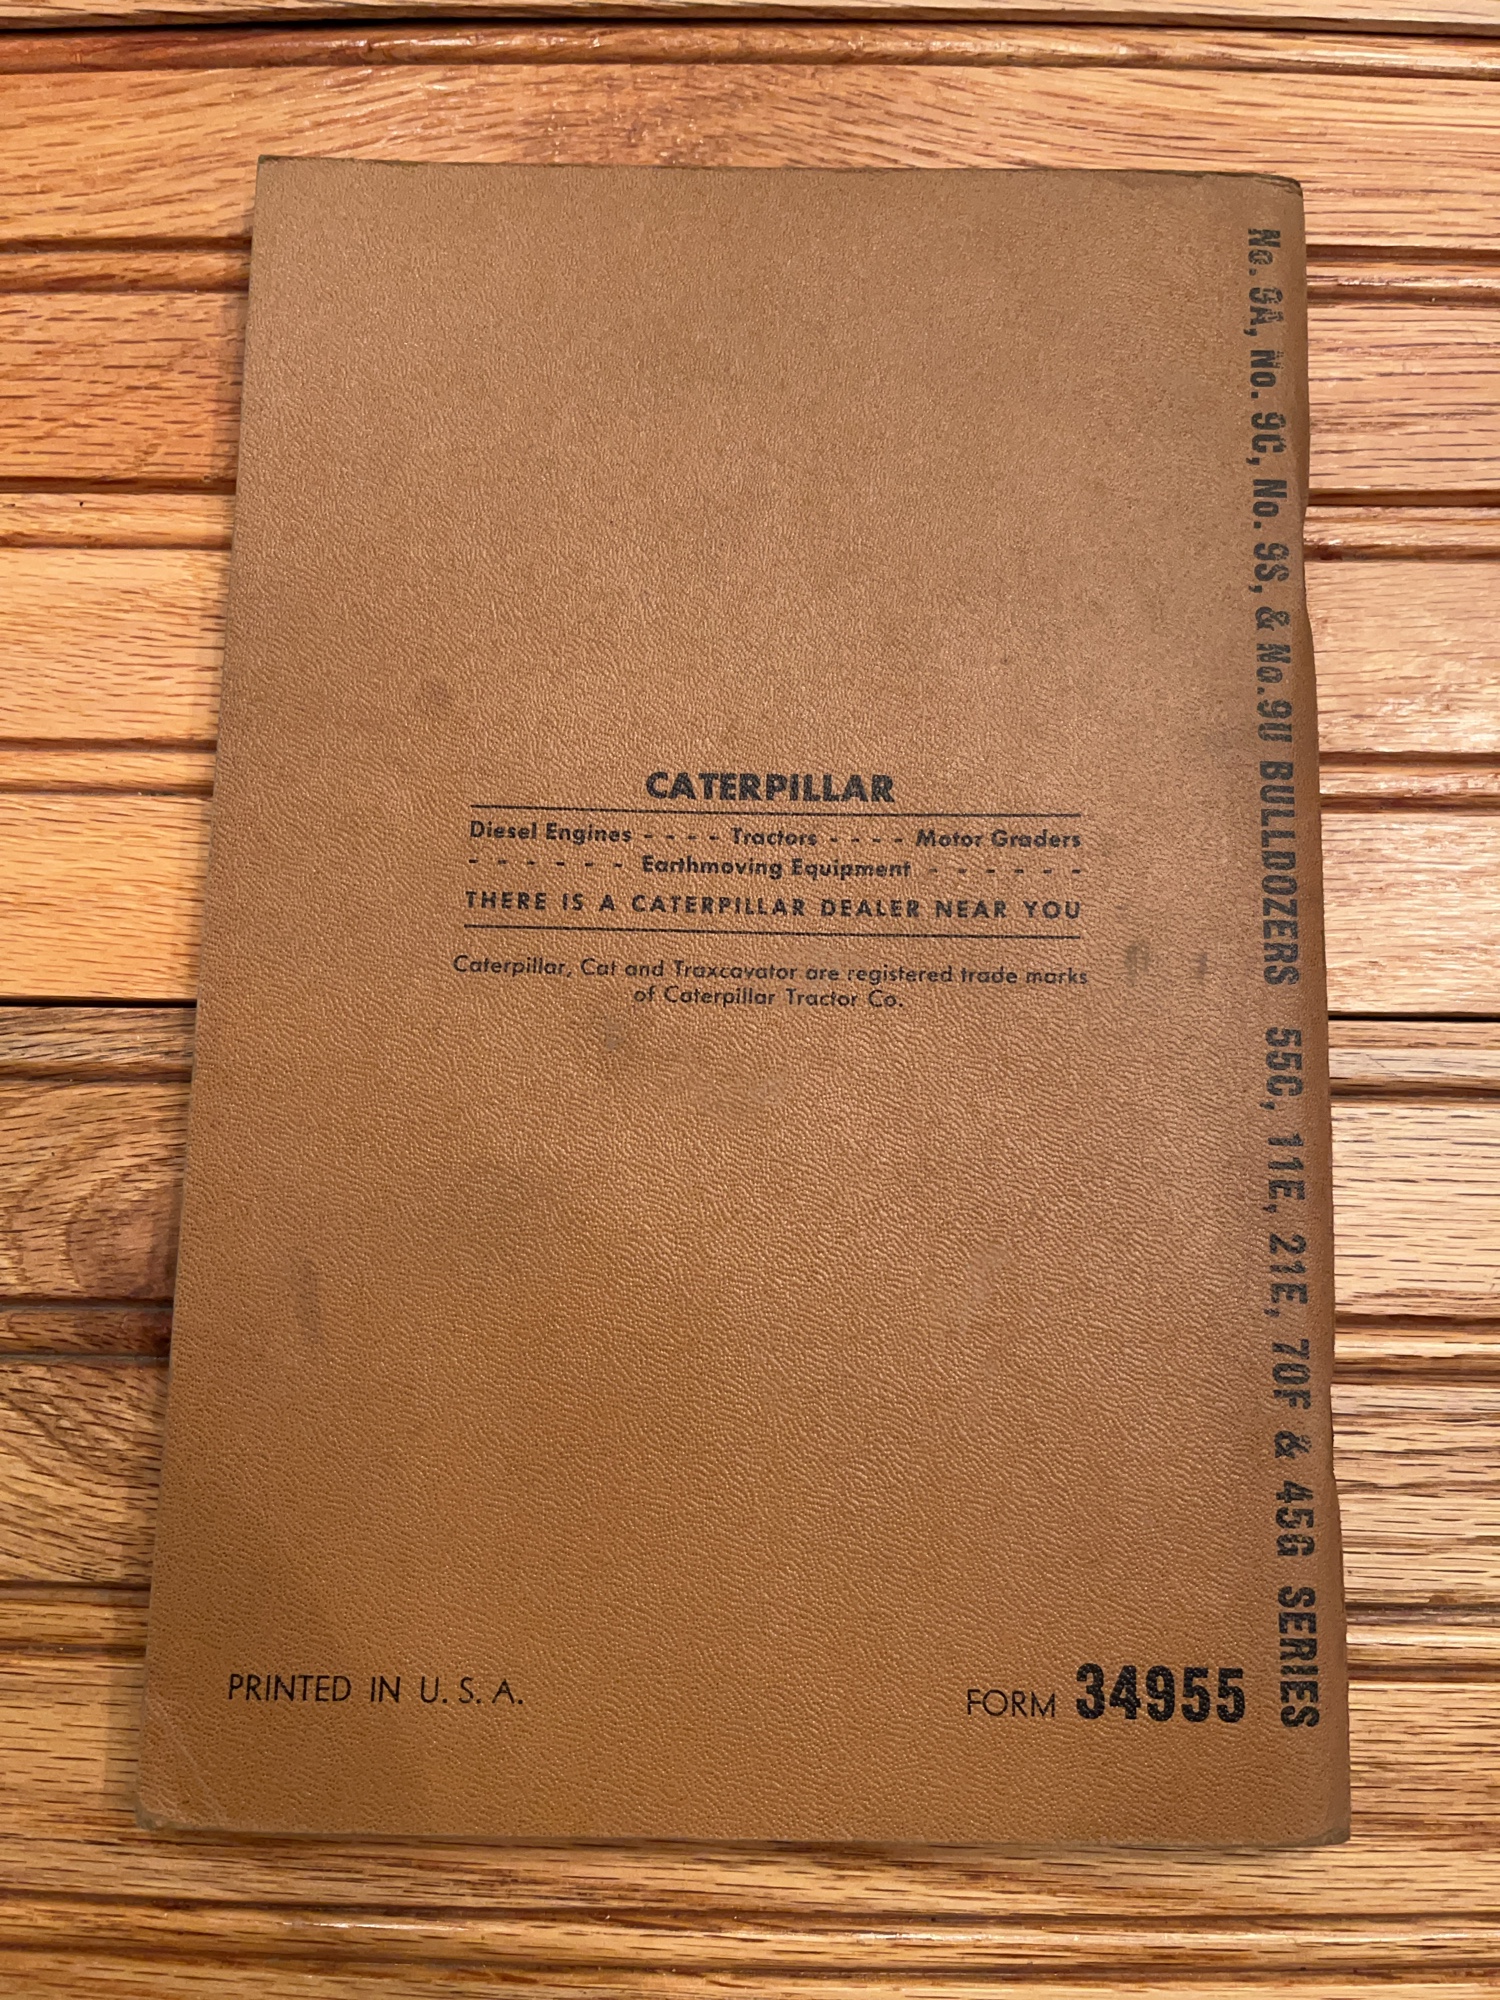 CATERPILLAR
Diesel Engines - - - - Tractors - - - - Motor Graders
- - - - - - Earthmoving Equipment - - - - - -
THERE IS A CATERPILLAR DEALER NEAR YOU
Caterpillar, Cat and Traxcavator are registered trade marks
of Caterpillar Tractor Co.
PRINTED IN U. S. A.
FORM 34955
No. 9A, No. 9C, No. 9S, & No.9U BULLDOZERS 55C, 11E, 21E, 70F & 45G SERIES